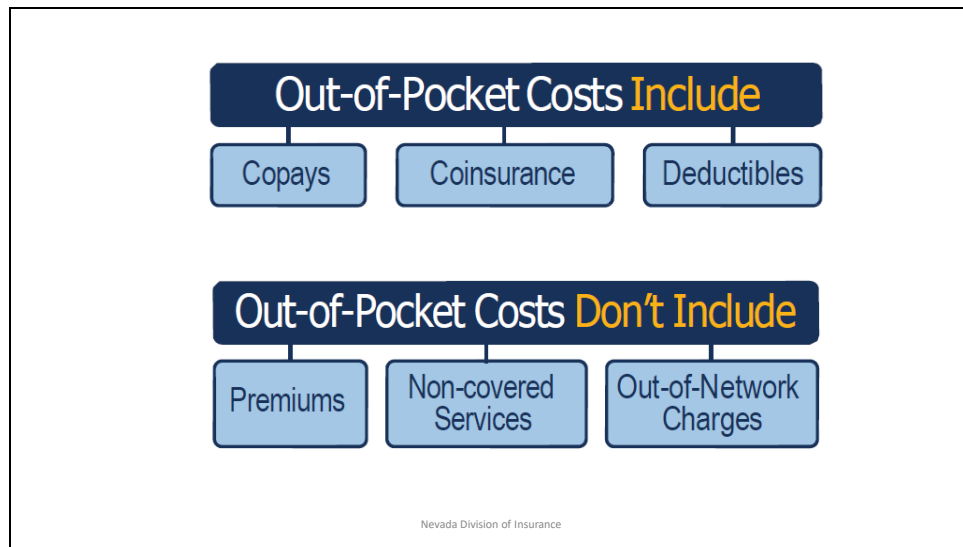 Out-of-Pocket Costs Include
Copays
Coinsurance
Deductibles
Out-of-Pocket Costs Don’t Include
Premiums
Non-covered
Services
Out-of-Network
Charges
Nevada Division of Insurance